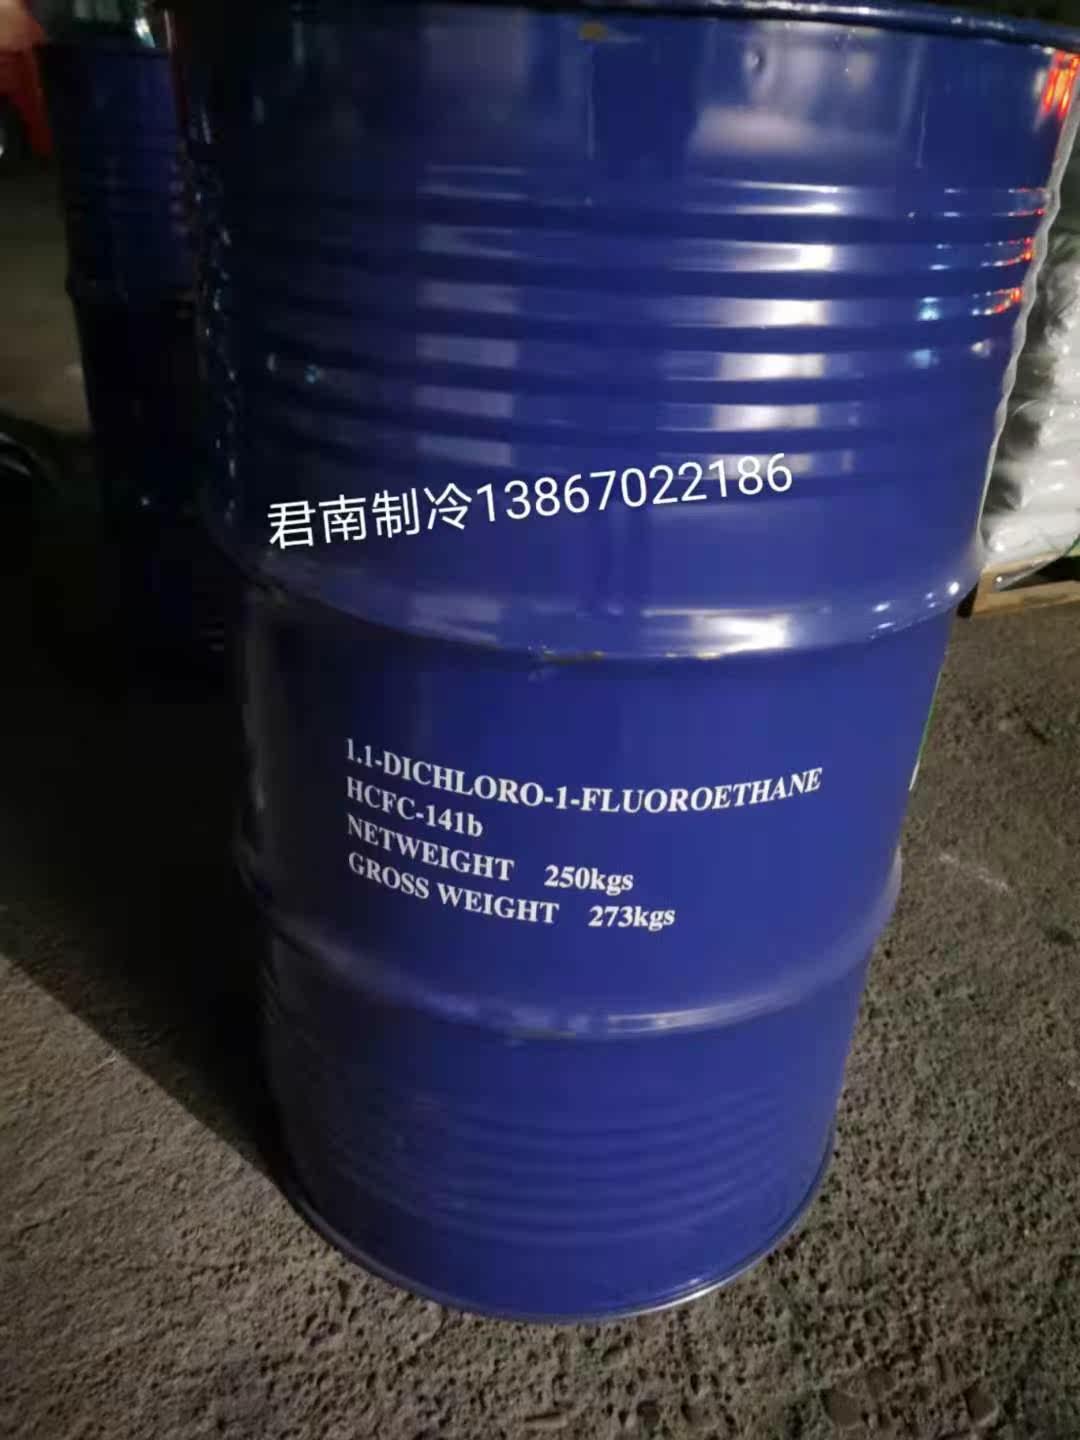 君南制冷13867022186
1.1-DICHLORO-1-FLUOROETHANE
HCFC-141b
NETWEIGHT 250kgs
GROSS WEIGHT 273kgs